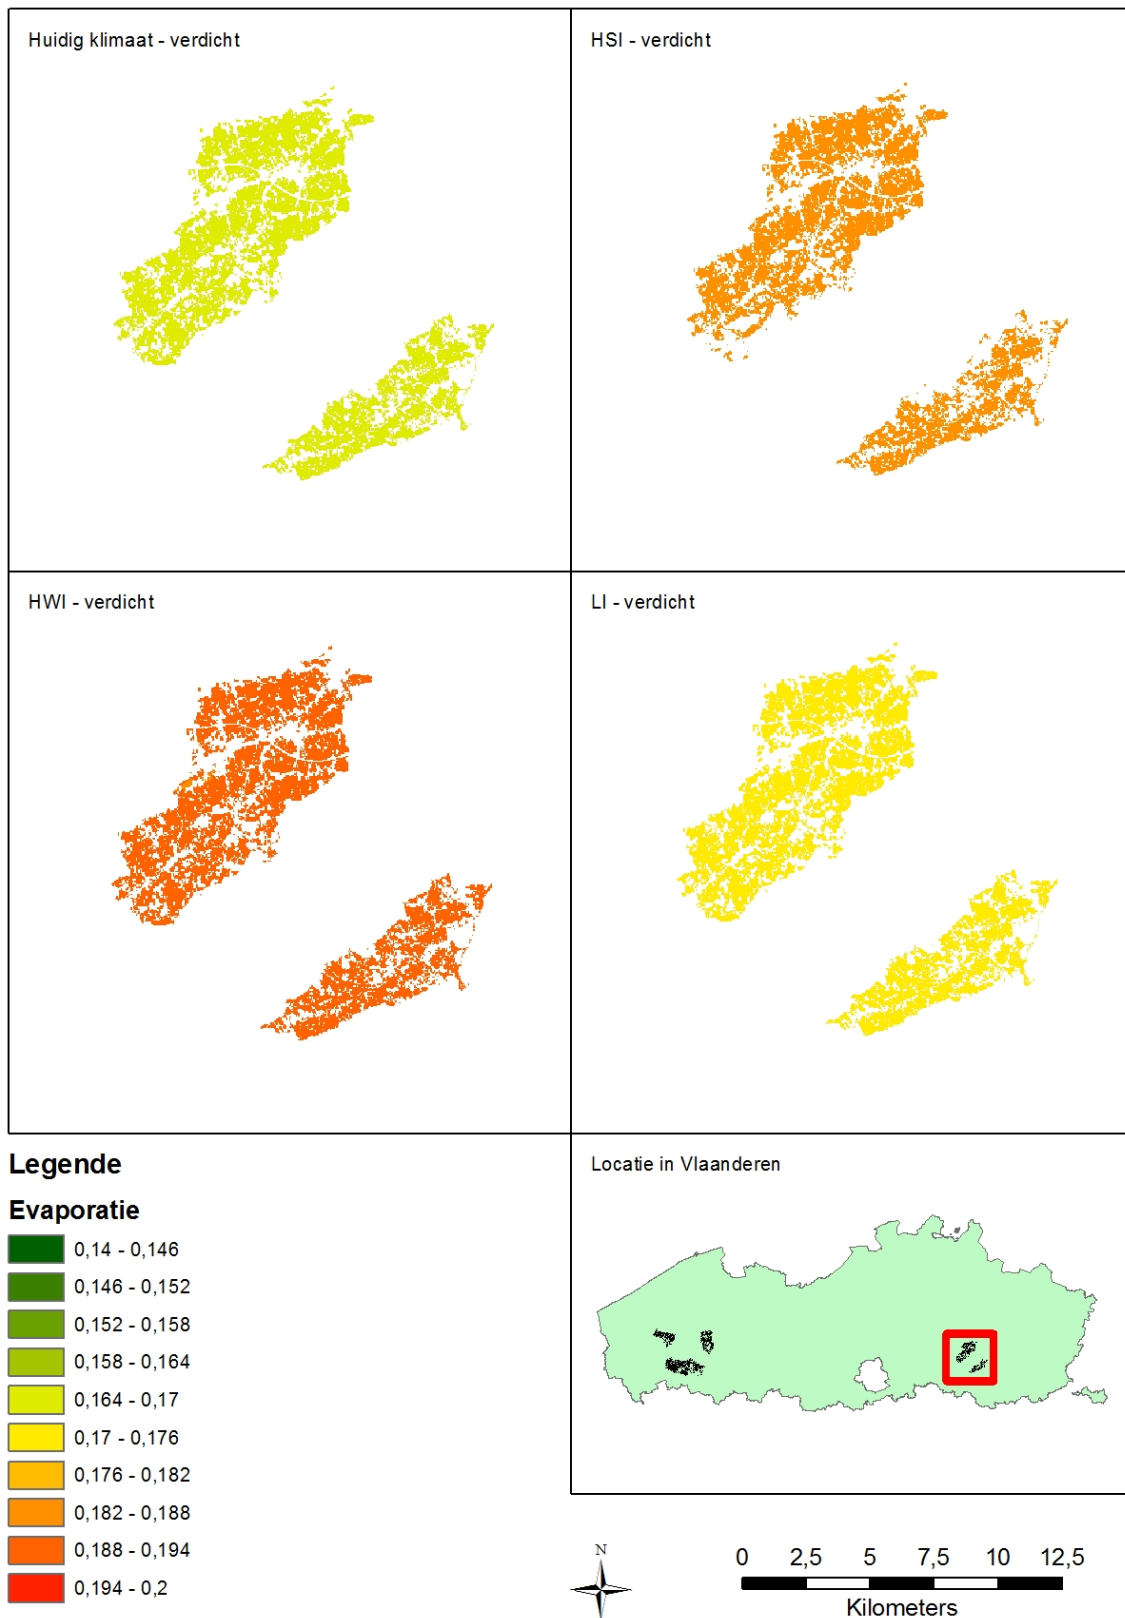 Huidig klimaat - verdicht
HSI - verdicht
HWI - verdicht
LI - verdicht
Legende
Evaporatie
0,14 - 0,146
0,146 - 0,152
0,152 - 0,158
0,158 - 0,164
0,164 - 0,17
0,17 - 0,176
0,176 - 0,182
0,182 - 0,188
0,188 - 0,194
0,194 - 0,2
Locatie in Vlaanderen
N
0 2,5 5 7,5 10 12,5
Kilometers